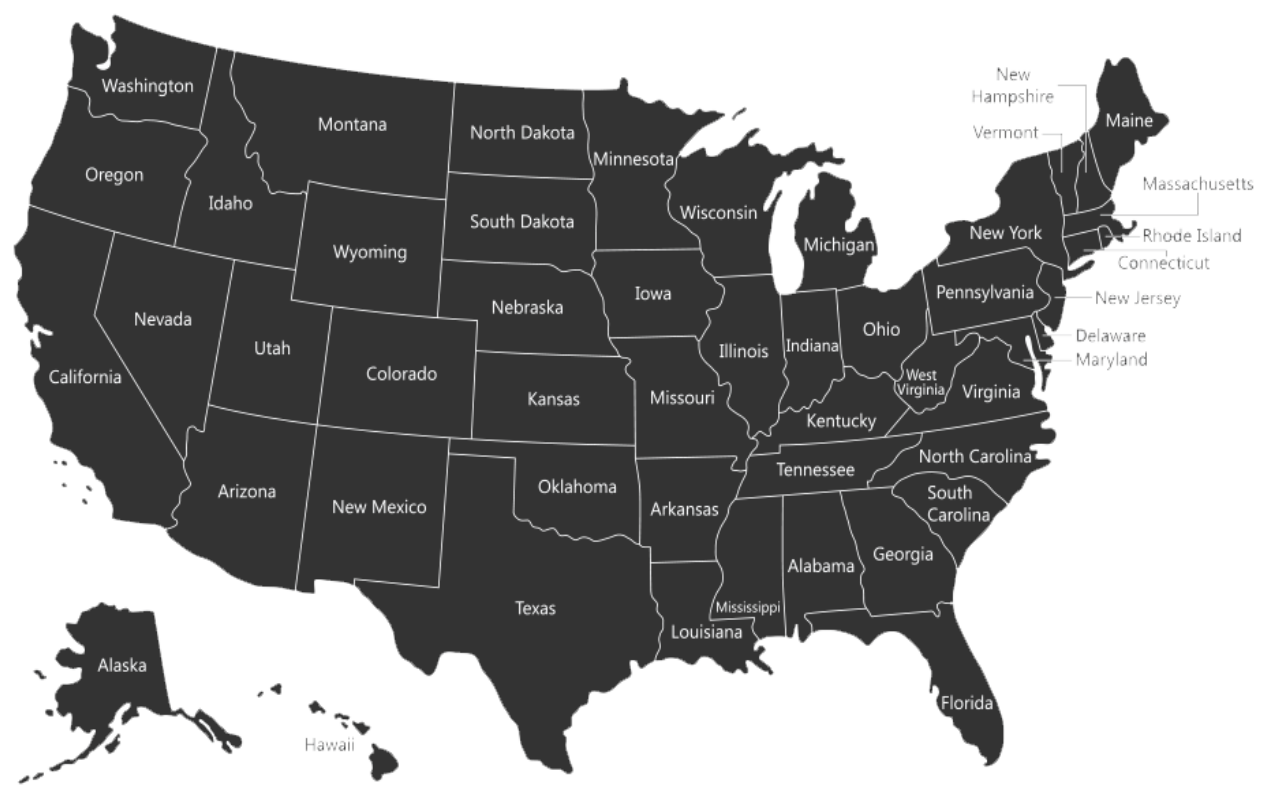 New
Hampshire
Washington
Maine
Montana
North Dakota
Vermont
Minnesota
Oregon
Massachusetts
Idaho
South Dakota
Wisconsin
New York
Rhode Island
Michigan
Wyoming
Connecticut
Iowa
Pennsylvania
New Jersey
Nebraska
Nevada
Ohio
Delaware
Utah
Illinois
Indiana
Maryland
California
Colorado
West
Virginia
Virginia
Kansas
Missouri
Kentucky
North Carolina
Tennessee
Arizona
Oklahoma
South
Carolina
New Mexico
Arkansas
Georgia
Alabama
Texas
Mississippi
Louisiana
Alaska
Florida
Hawaii